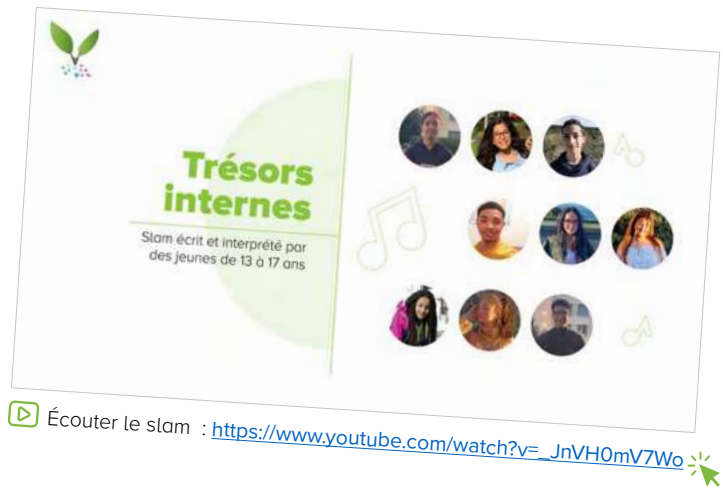 Trésors
internes
Slam écrit et interprété par
des jeunes de 13 à 17 ans
Écouter le slam : https://www.youtube.com/watch?v=_JnVH0mV7Wo